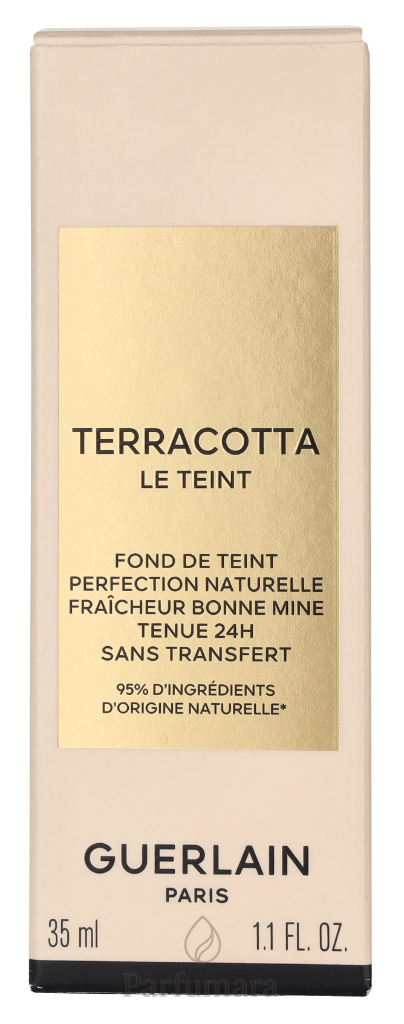 TERRACOTTA
LE TEINT
FOND DE TEINT
PERFECTION NATURELLE
FRAÎCHEUR BONNE MINE
TENUE 24H
SANS TRANSFERT
95% D'INGRÉDIENTS
D'ORIGINE NATURELLE*
GUERLAIN
PARIS
35 ml 1.1 FL. OZ.
Parfumara